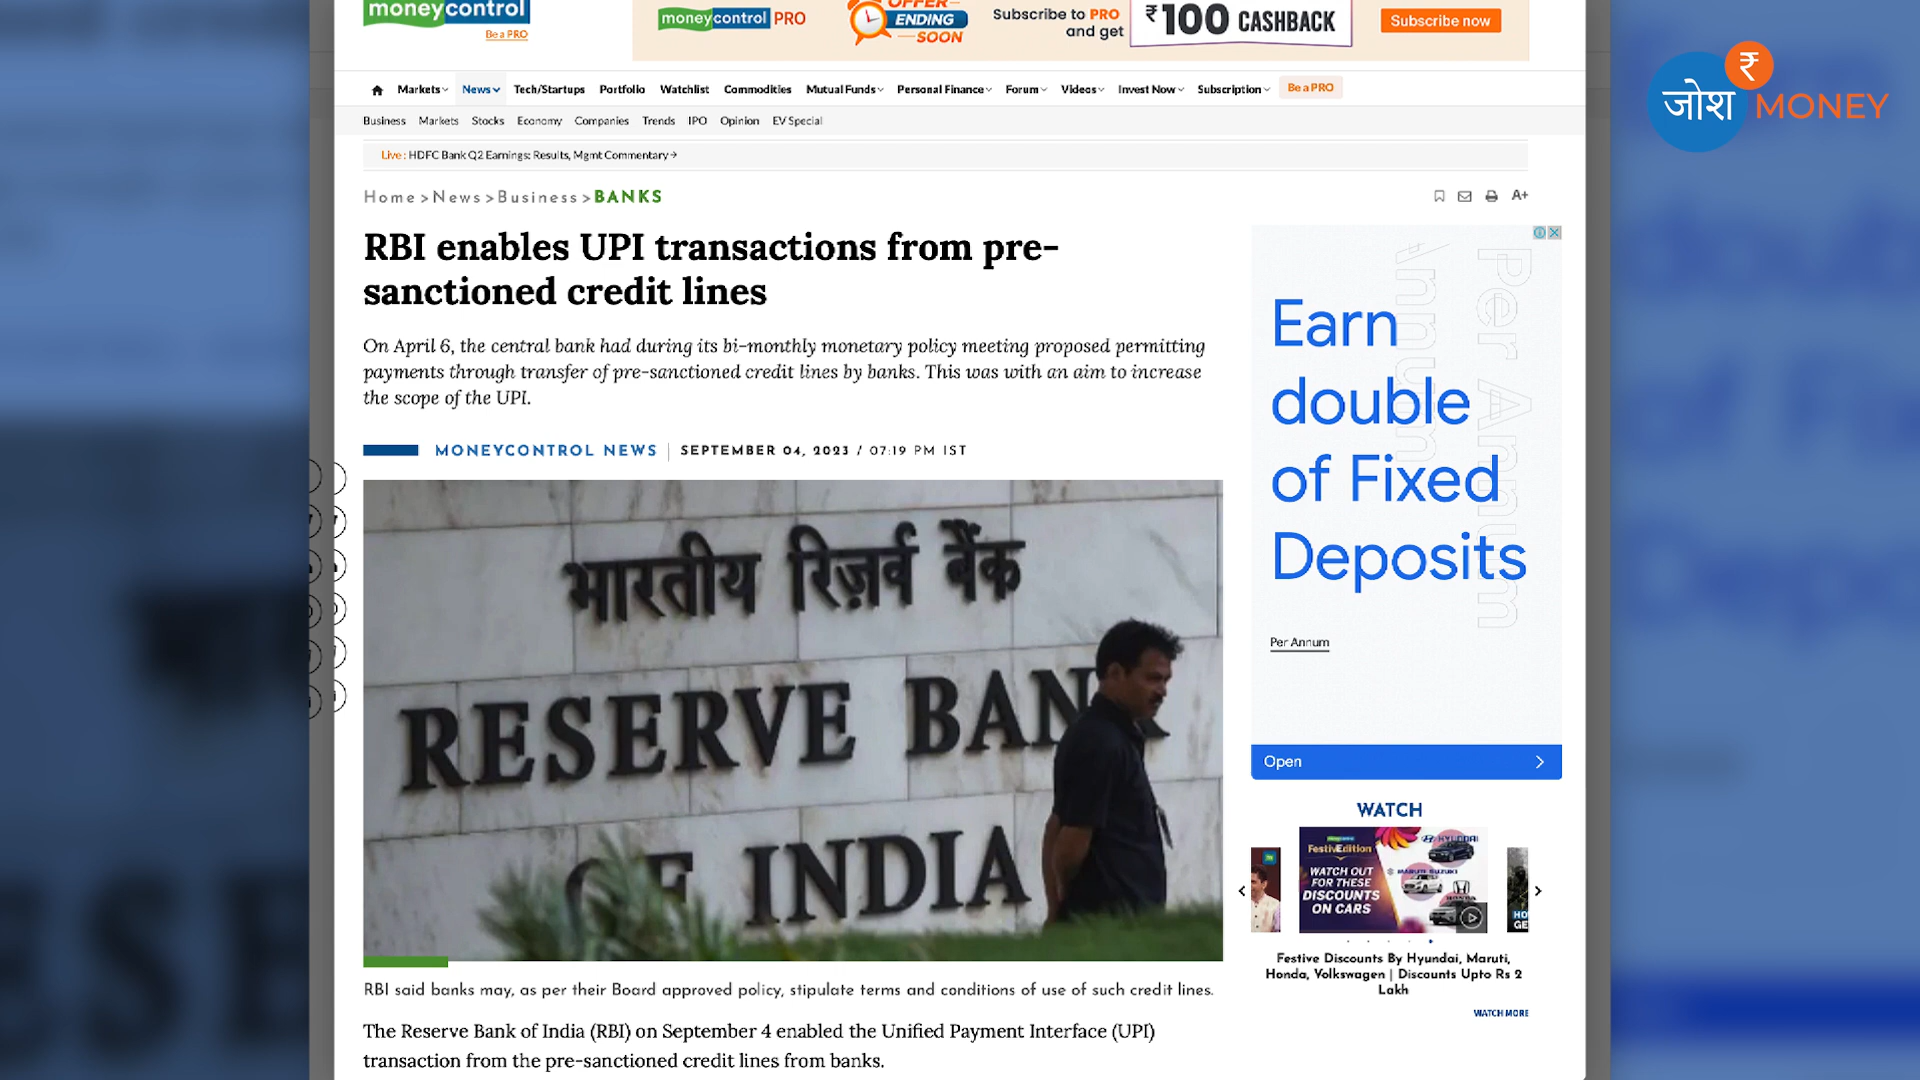 moneycontrol
Be a PRO
moneycontrol PRO
OFFER
ENDING
SOON
Subscribe to PRO
and get
₹100 CASHBACK
Subscribe now
जोश ₹ MONEY
Markets News Tech/Startups Portfolio Watchlist Commodities Mutual Funds Personal Finance Forum Videos Invest Now Subscription Be a PRO
Business Markets Stocks Economy Companies Trends IPO Opinion EV Special
Live : HDFC Bank Q2 Earnings: Results, Mgmt Commentary →
Home > News > Business > BANKS
A+
RBI enables UPI transactions from pre-
sanctioned credit lines
On April 6, the central bank had during its bi-monthly monetary policy meeting proposed permitting
payments through transfer of pre-sanctioned credit lines by banks. This was with an aim to increase
the scope of the UPI.
MONEYCONTROL NEWS | SEPTEMBER 04, 2023 / 07:19 PM IST
भारतीय रिज़र्व बैंक
RESERVE BANK
OF INDIA
RBI said banks may, as per their Board approved policy, stipulate terms and conditions of use of such credit lines.
The Reserve Bank of India (RBI) on September 4 enabled the Unified Payment Interface (UPI)
transaction from the pre-sanctioned credit lines from banks.
Per Annum
Earn
double
of Fixed
Deposits
Per Annum
Open
WATCH
FestivEdition
WATCH OUT
FOR THESE
DISCOUNTS
ON CARS
HYUNDAI
MARUTI SUZUKI
HONDA
HO
GE
Festive Discounts By Hyundai, Maruti,
Honda, Volkswagen | Discounts Upto Rs 2
Lakh
WATCH MORE